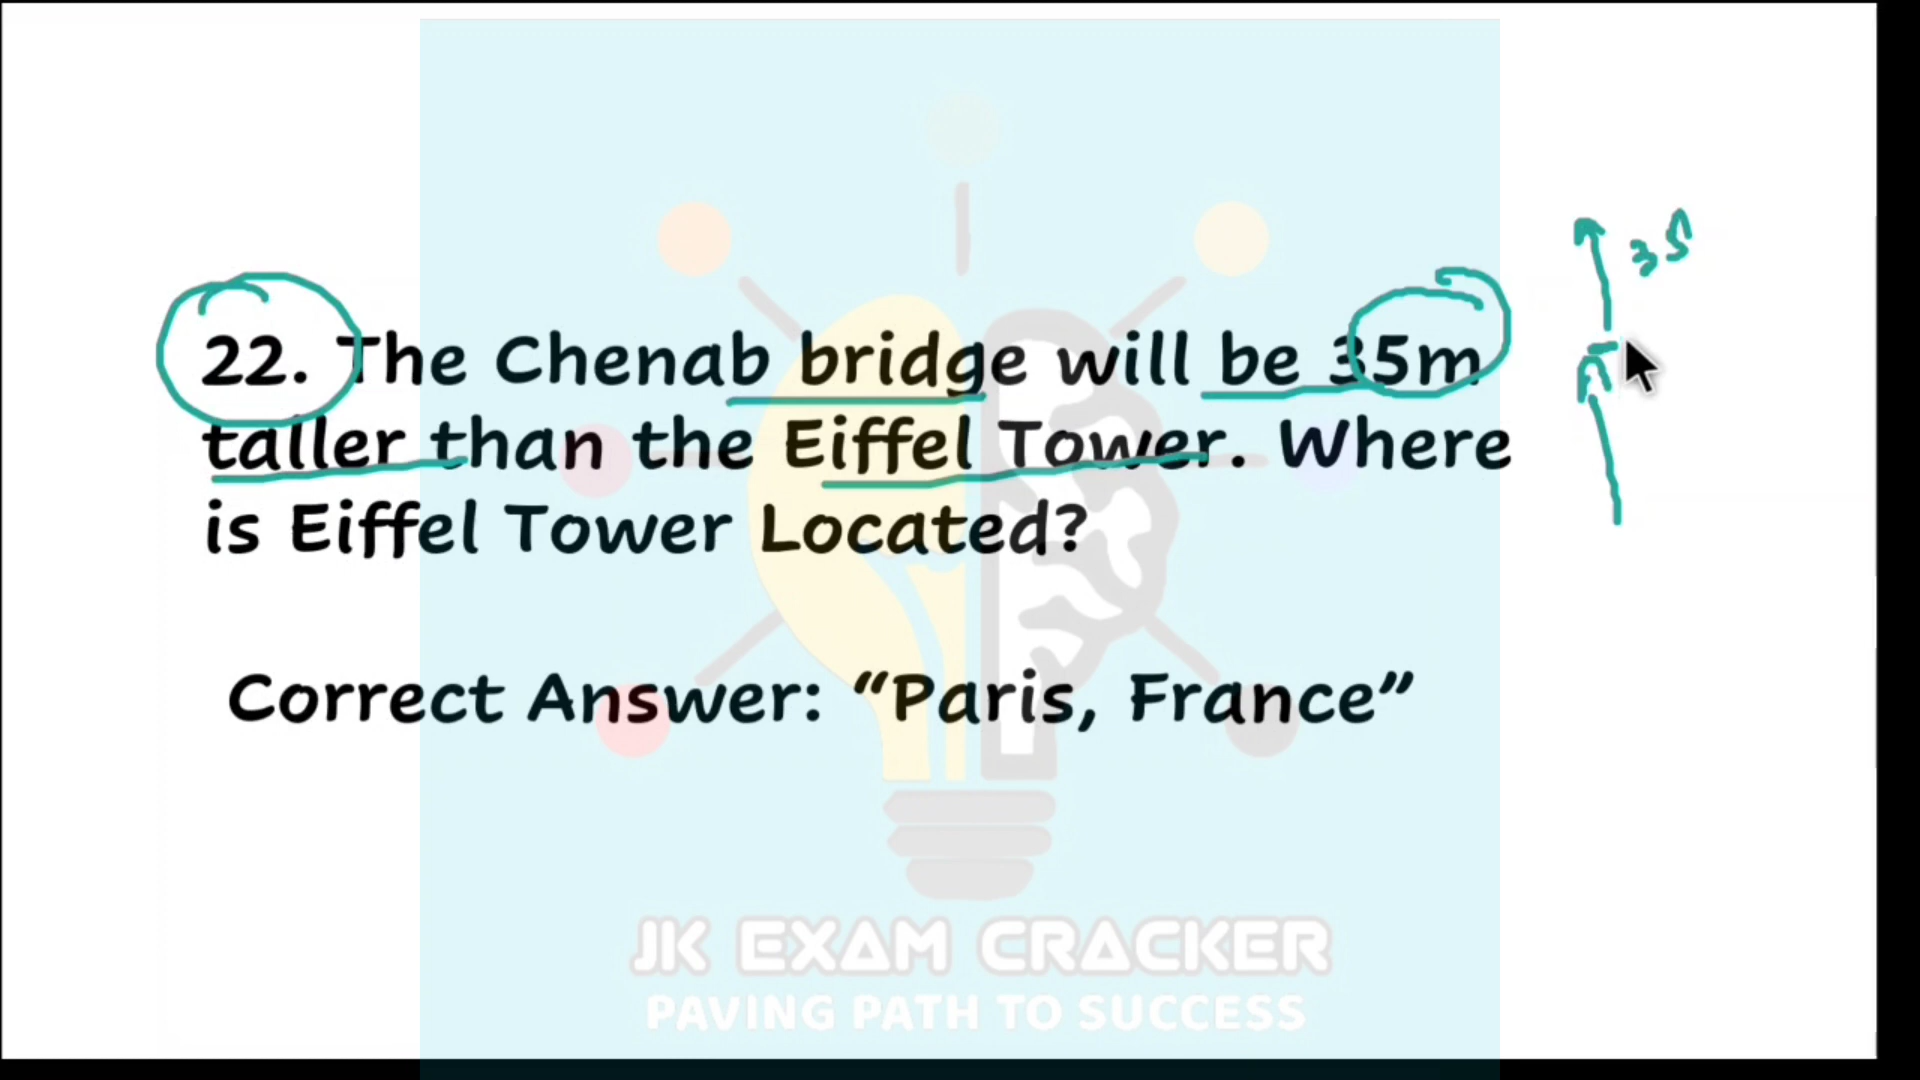 22. The Chenab bridge will be 35m
taller than the Eiffel Tower. Where
is Eiffel Tower Located?
Correct Answer: “Paris, France”
35
JK EXAM CRACKER
PAVING PATH TO SUCCESS